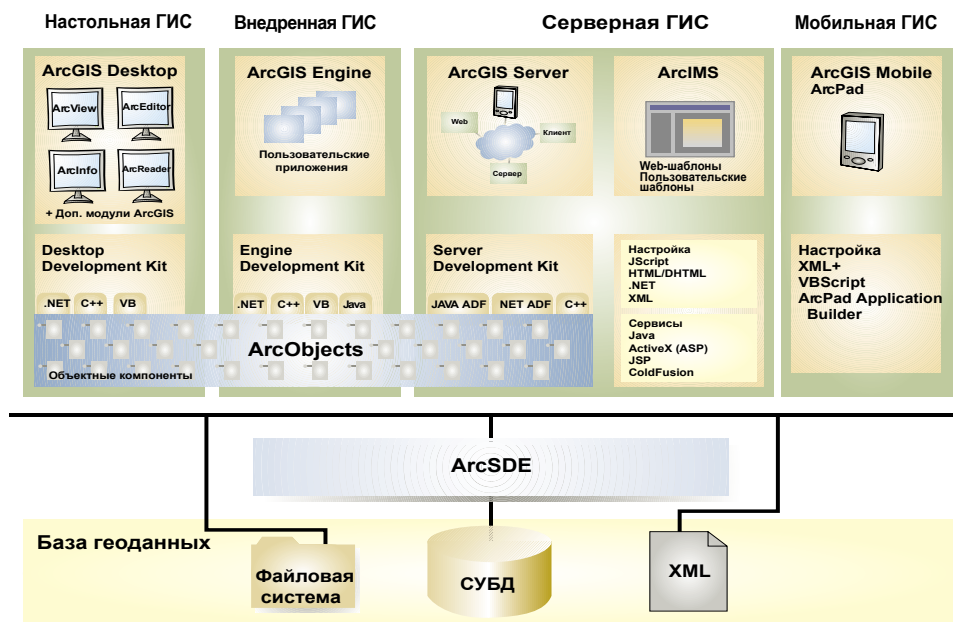 Настольная ГИС
Внедренная ГИС
Серверная ГИС
Мобильная ГИС
ArcGIS Desktop
ArcView
ArcEditor
ArcInfo
ArcReader
+ Доп. модули ArcGIS
ArcGIS Engine
Пользовательские
приложения
ArcGIS Server
Web
Клиент
Сервер
ArcIMS
Web-шаблоны
Пользовательские
шаблоны
ArcGIS Mobile
ArcPad
Desktop
Development Kit
.NET
C++
VB
Engine
Development Kit
.NET
C++
VB
Java
Server
Development Kit
JAVA ADF
NET ADF
C++
Настройка
JScript
HTML/DHTML
.NET
XML
Сервисы
Java
ActiveX (ASP)
JSP
ColdFusion
Настройка
XML+
VBScript
ArcPad Application
Builder
ArcObjects
Объектные компоненты
ArcSDE
База геоданных
Файловая
система
СУБД
XML